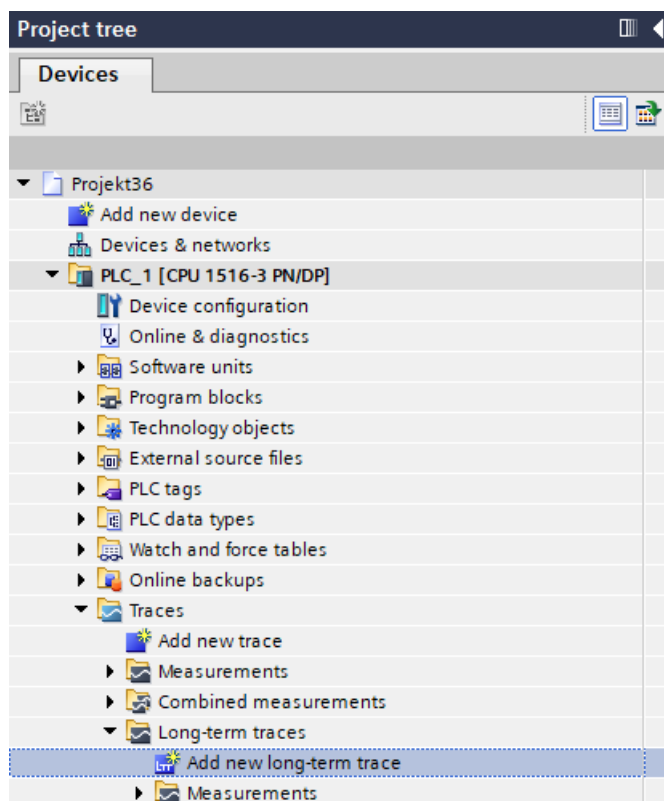 Project tree
Devices
Projekt36
Add new device
Devices & networks
PLC_1 [CPU 1516-3 PN/DP]
Device configuration
Online & diagnostics
Software units
Program blocks
Technology objects
External source files
PLC tags
PLC data types
Watch and force tables
Online backups
Traces
Add new trace
Measurements
Combined measurements
Long-term traces
Add new long-term trace
Measurements